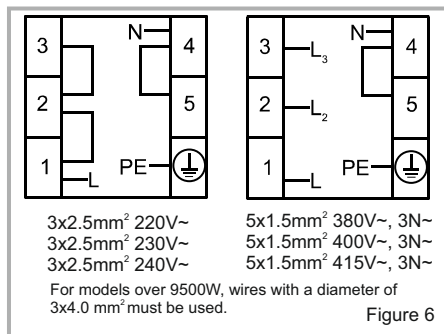 3 N 4
2 5
1 L PE
3 L₃ N 4
2 L₂ 5
1 L PE
3x2.5mm² 220V~
3x2.5mm² 230V~
3x2.5mm² 240V~
5x1.5mm² 380V~, 3N~
5x1.5mm² 400V~, 3N~
5x1.5mm² 415V~, 3N~
For models over 9500W, wires with a diameter of
3x4.0 mm² must be used.
Figure 6